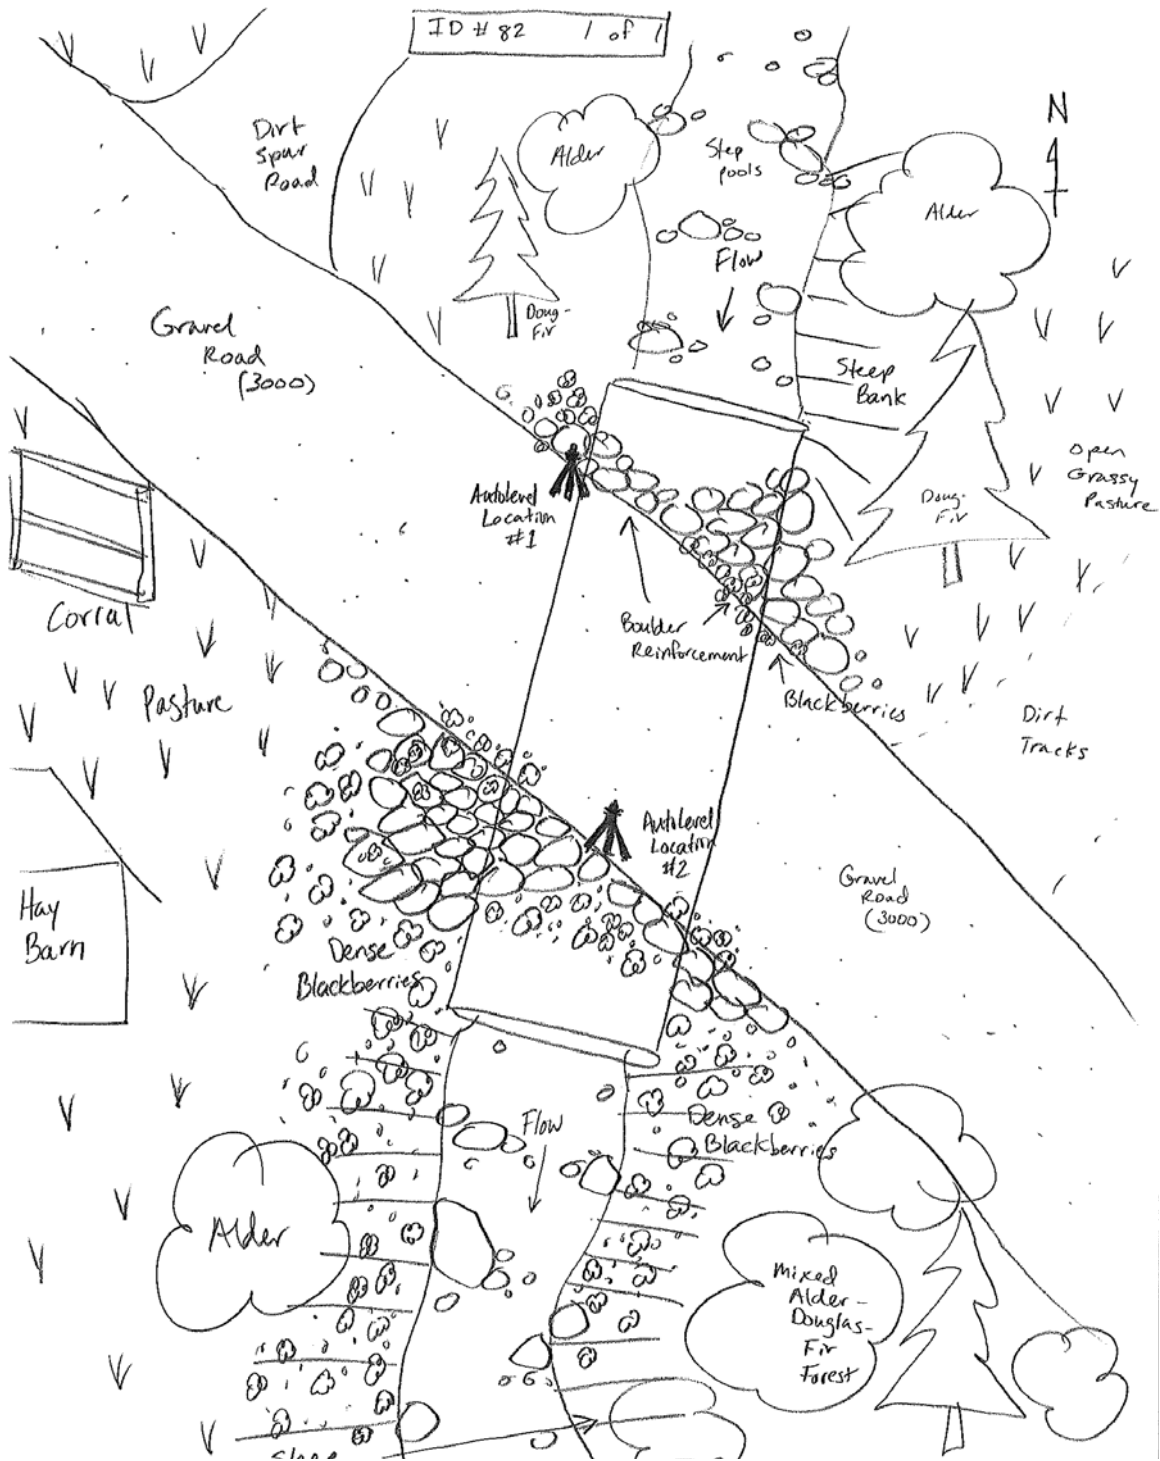 ID # 82 1 of 1
N
Dirt
Spur
Road
Alder
Step
pools
Alder
Flow
Doug-
Fir
Gravel
Road
(3000)
Steep
Bank
Open
Grassy
Pasture
Doug-
Fir
Autolevel
Location
#1
Corral
Boulder
Reinforcement
Blackberries
Pasture
Dirt
Tracks
Autolevel
Location
#2
Gravel
Road
(3000)
Hay
Barn
Dense
Blackberries
Flow
Dense
Blackberries
Alder
Mixed
Alder-
Douglas-
Fir
Forest